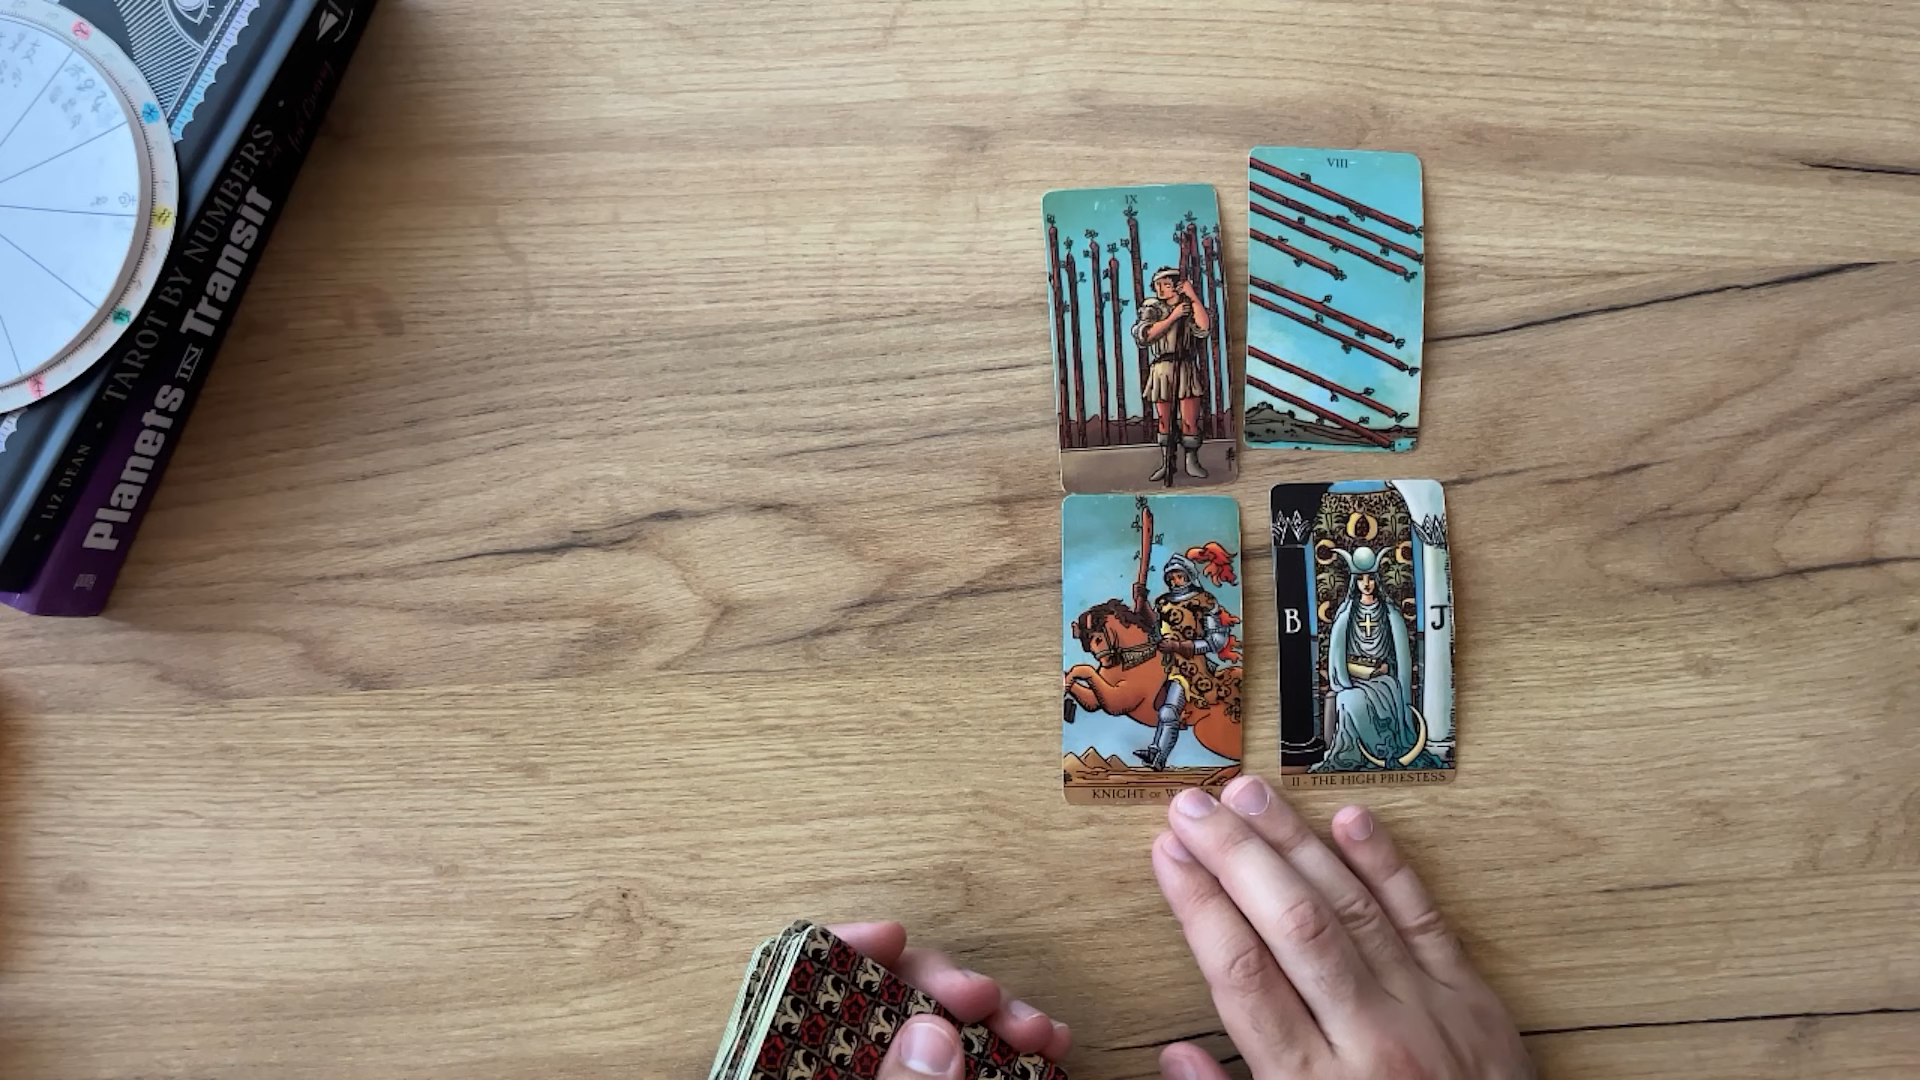 LIZ DEAN • TAROT BY NUMBERS
Planets IN Transit
IX
VIII
KNIGHT OF
B
J
II - THE HIGH PRIESTESS